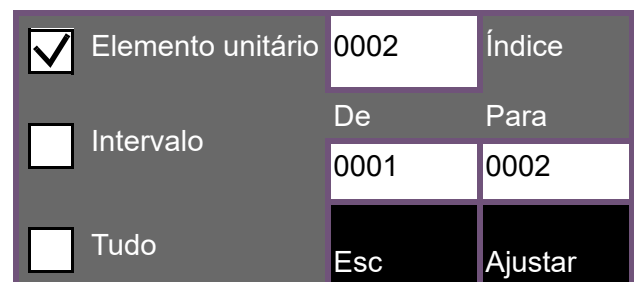 Elemento unitário 0002 Índice
De Para
Intervalo
0001 0002
Tudo
Esc Ajustar